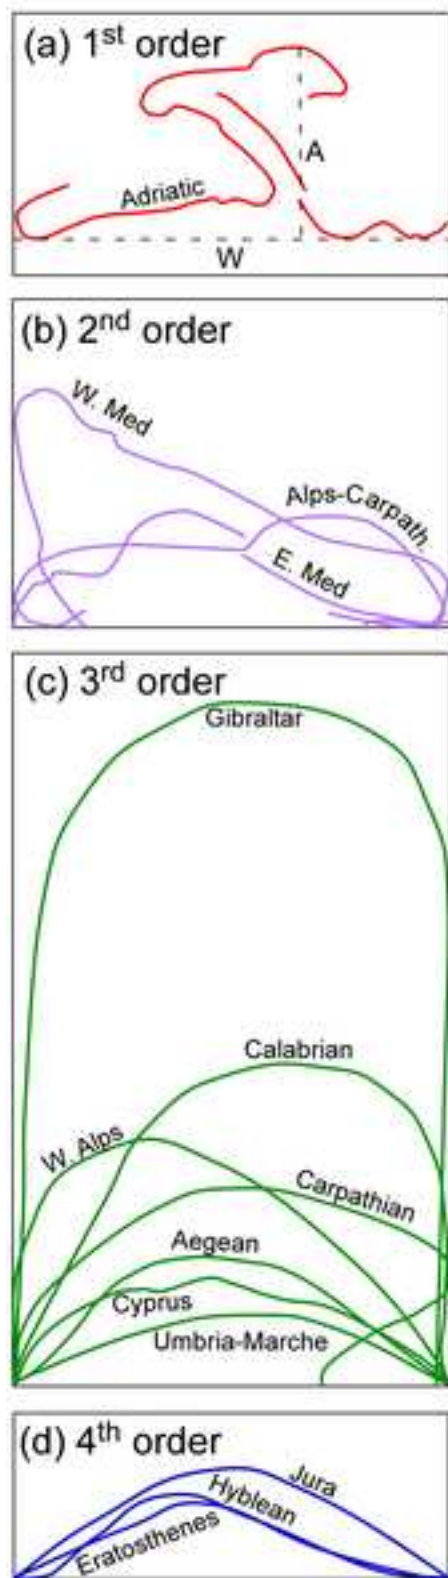 (a) 1st order
A
Adriatic
W
(b) 2nd order
W. Med
Alps-Carpath.
E. Med
(c) 3rd order
Gibraltar
Calabrian
W. Alps
Carpathian
Aegean
Cyprus
Umbria-Marche
(d) 4th order
Jura
Hyblean
Eratosthenes